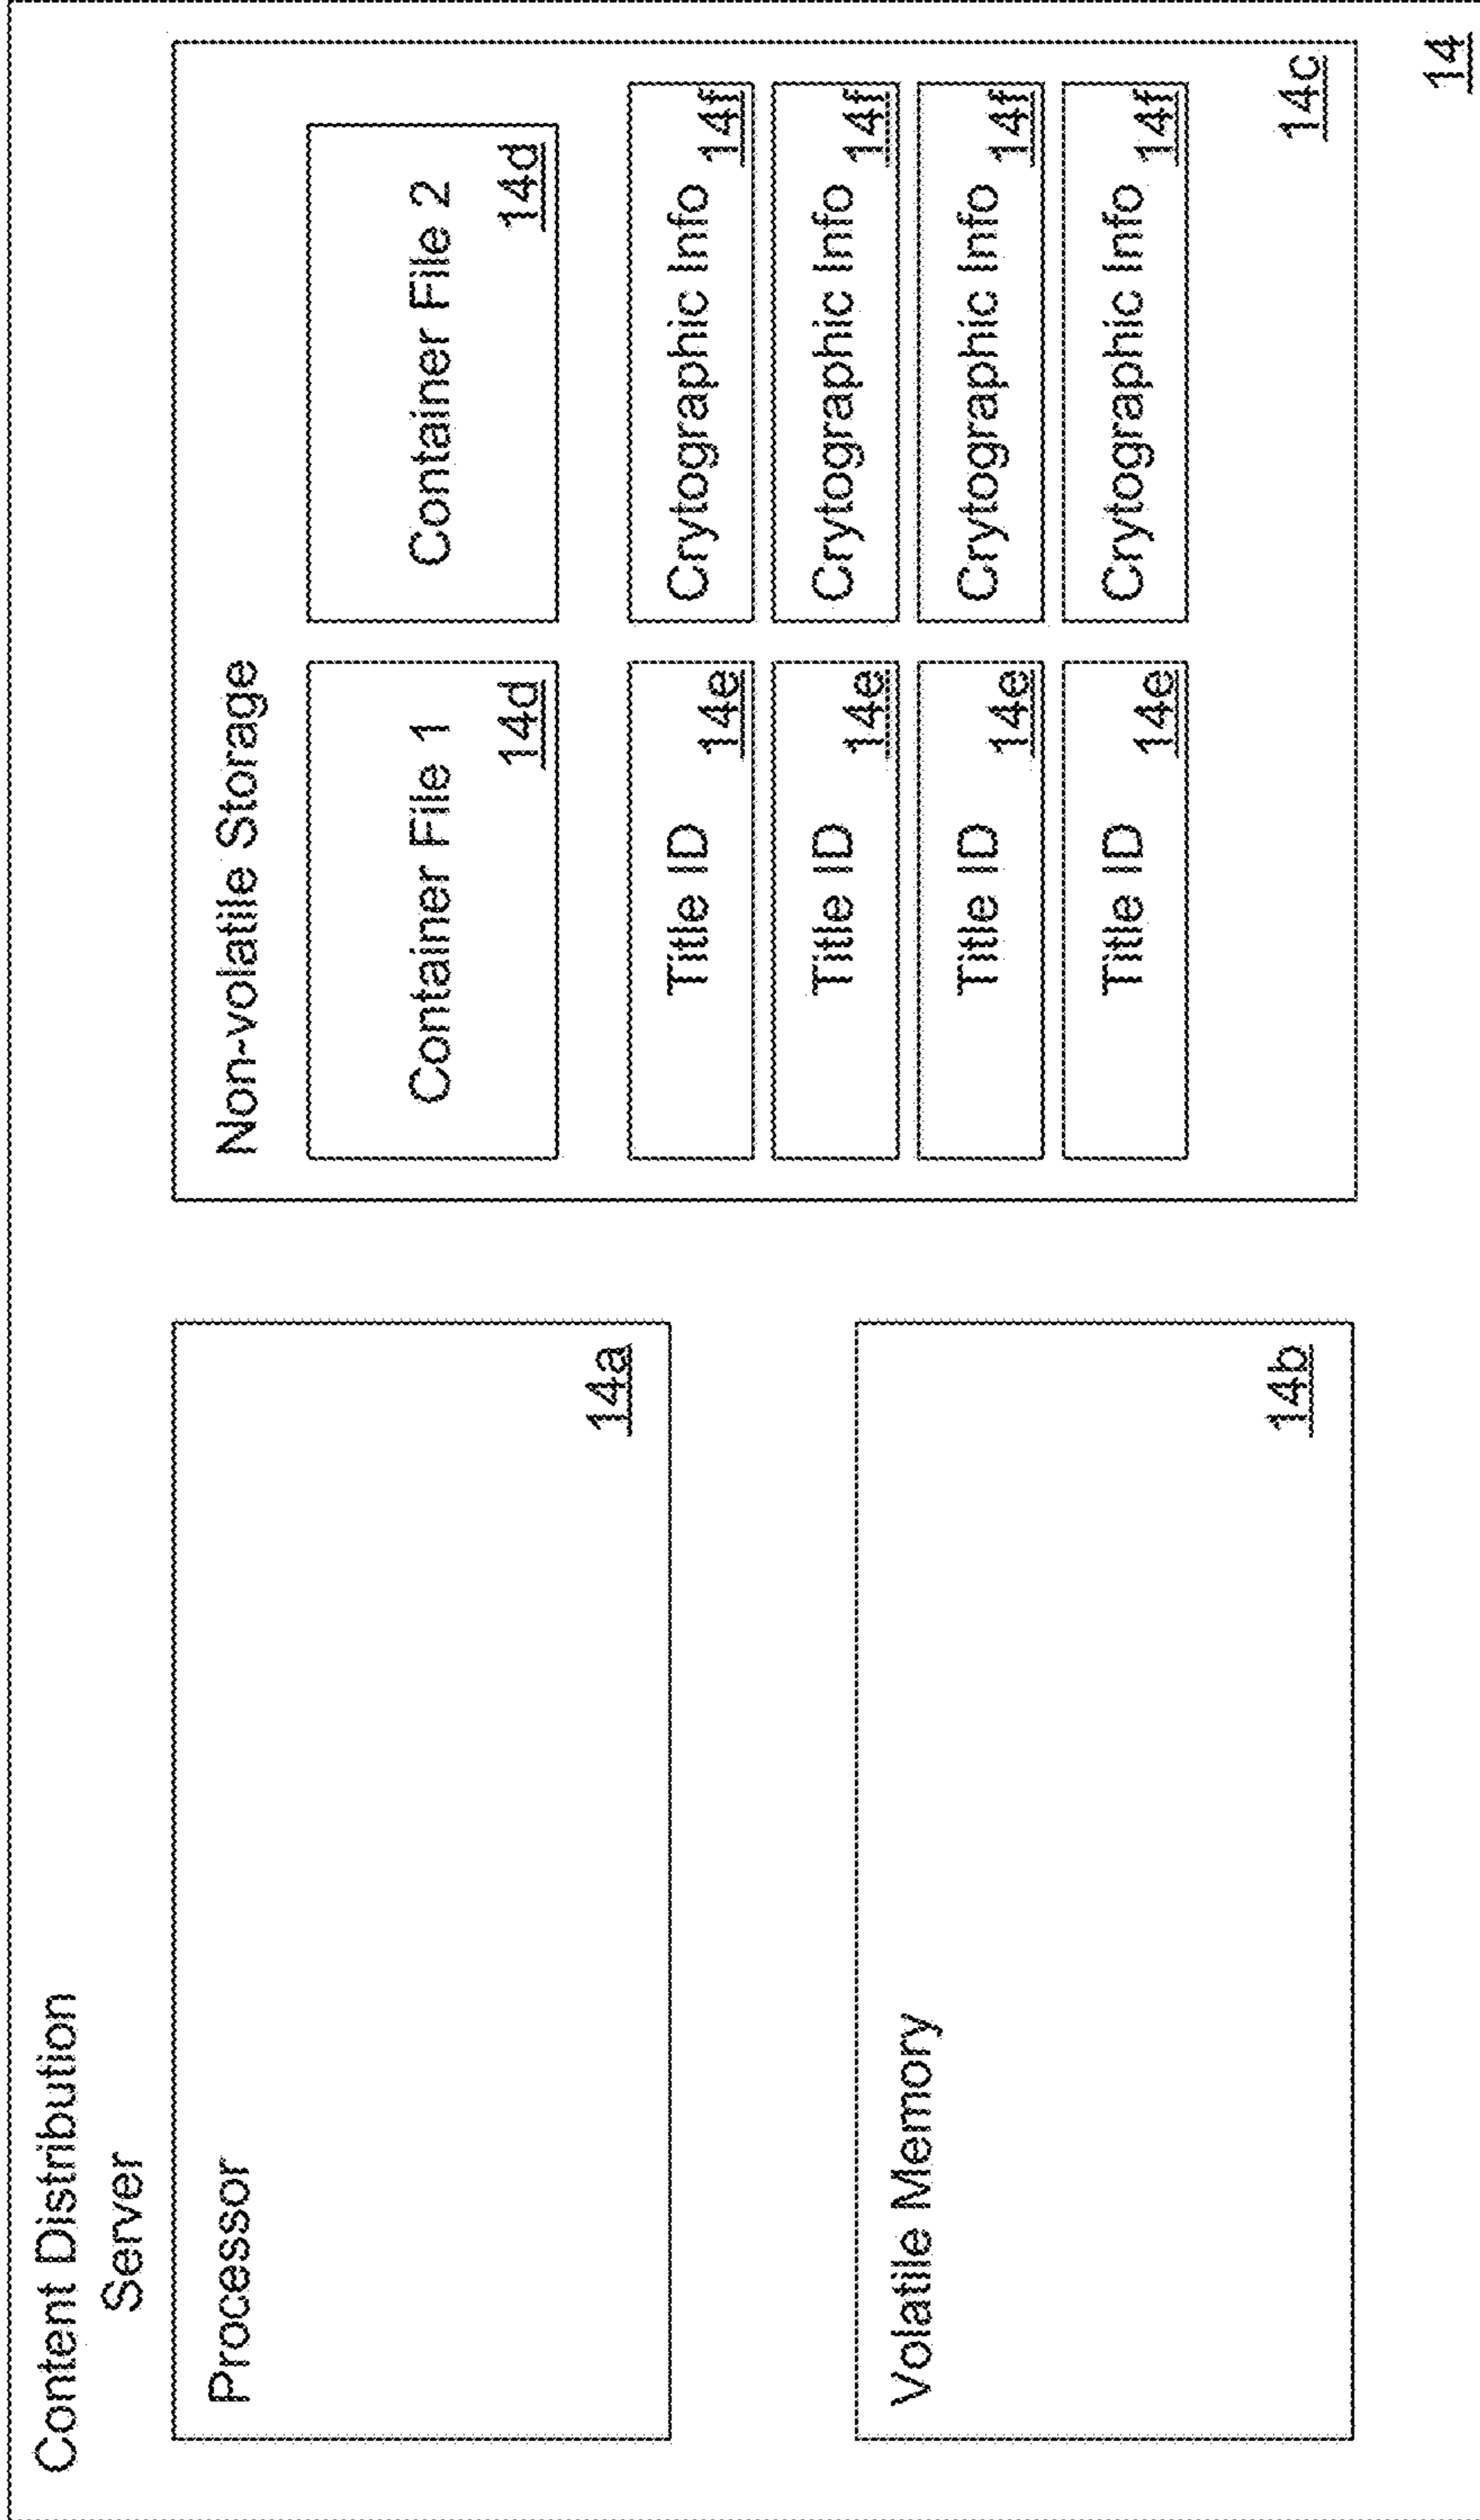 Content Distribution
Server
Processor
14a
Volatile Memory
14b
Non-volatile Storage
Container File 1
14d
Container File 2
14d
Title ID
14e
Crytographic Info
14f
Title ID
14e
Crytographic Info
14f
Title ID
14e
Crytographic Info
14f
Title ID
14e
Crytographic Info
14f
14c
14